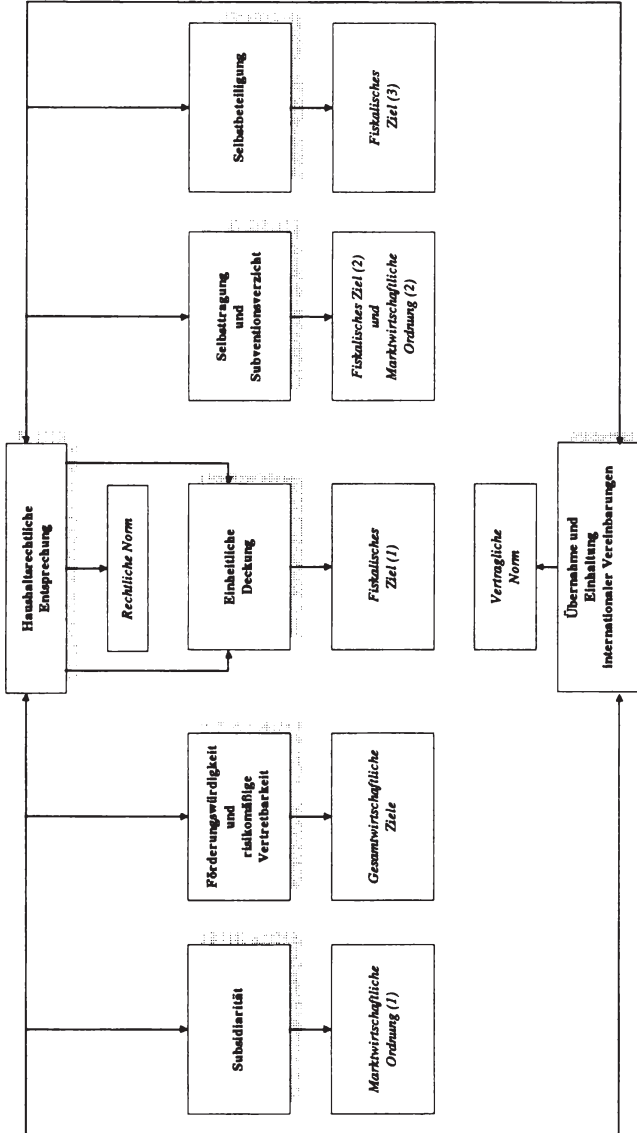 Haushaltsrechtliche
Entsprechung
Rechtliche Norm
Subsidiarität
Förderungswürdigkeit
und
risikomäßige
Vertretbarkeit
Einheitliche
Deckung
Selbsttragung
und
Subventionsverzicht
Selbstbeteiligung
Marktwirtschaftliche
Ordnung (1)
Gesamtwirtschaftliche
Ziele
Fiskalisches
Ziel (1)
Fiskalisches Ziel (2)
und
Marktwirtschaftliche
Ordnung (2)
Fiskalisches
Ziel (3)
Vertragliche
Norm
Übernahme und
Einhaltung
internationaler Vereinbarungen